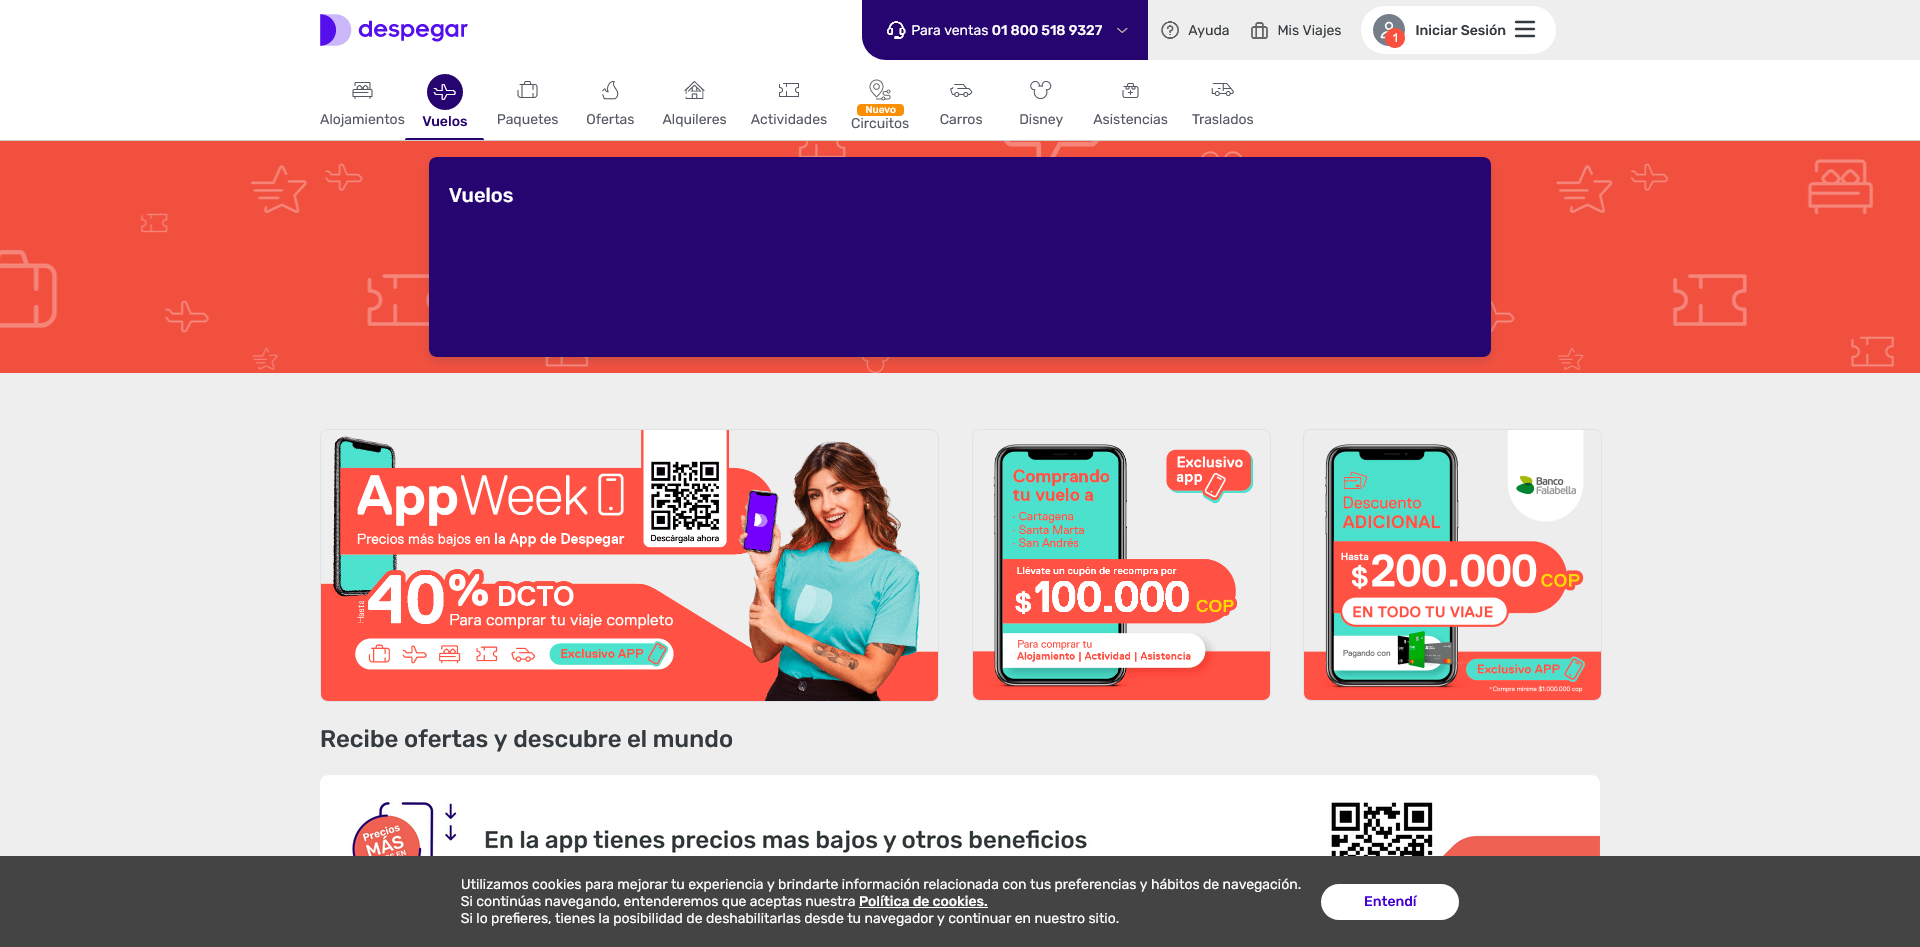 despegar
Para ventas 01 800 518 9327
Ayuda
Mis Viajes
1
Iniciar Sesión
Alojamientos
Vuelos
Paquetes
Ofertas
Alquileres
Actividades
Nuevo
Circuitos
Carros
Disney
Asistencias
Traslados
Vuelos
AppWeek
Precios más bajos en la App de Despegar
Descárgala ahora
Hasta 40% DCTO
Para comprar tu viaje completo
Exclusivo APP
Comprando
tu vuelo a
· Cartagena
· Santa Marta
· San Andrés
Exclusivo
app
Llévate un cupón de recompra por
$100.000 COP
Para comprar tu
Alojamiento | Actividad | Asistencia
Banco
Falabella
Descuento
ADICIONAL
Hasta
$200.000 COP
EN TODO TU VIAJE
Pagando con
Exclusivo APP
*Compra mínima $1.000.000 cop
Recibe ofertas y descubre el mundo
Precios
MÁS
En la app tienes precios mas bajos y otros beneficios
Utilizamos cookies para mejorar tu experiencia y brindarte información relacionada con tus preferencias y hábitos de navegación.
Si continúas navegando, entenderemos que aceptas nuestra Política de cookies.
Si lo prefieres, tienes la posibilidad de deshabilitarlas desde tu navegador y continuar en nuestro sitio.
Entendí